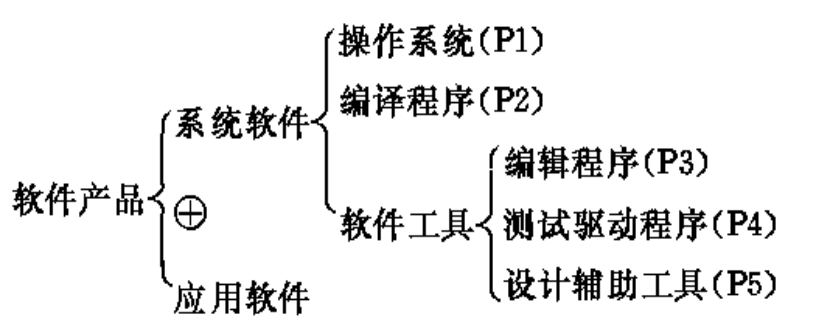 操作系统(P1)
编译程序(P2)
系统软件
编辑程序(P3)
软件产品
⊕
软件工具
测试驱动程序(P4)
设计辅助工具(P5)
应用软件